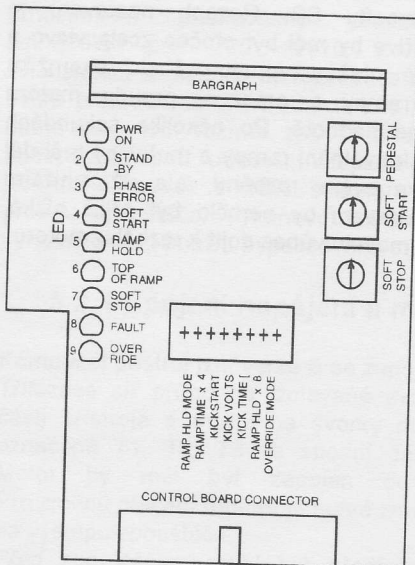 BARGRAPH
LED
1 PWR
ON
2 STAND
-BY
3 PHASE
ERROR
4 SOFT
START
5 RAMP
HOLD
6 TOP
OF RAMP
7 SOFT
STOP
8 FAULT
9 OVER
RIDE
PEDESTAL
SOFT
START
SOFT
STOP
RAMP HLD MODE
RAMPTIME x 4
KICKSTART
KICK VOLTS
KICK TIME [
RAMP HLD x 8
OVERRIDE MODE
CONTROL BOARD CONNECTOR